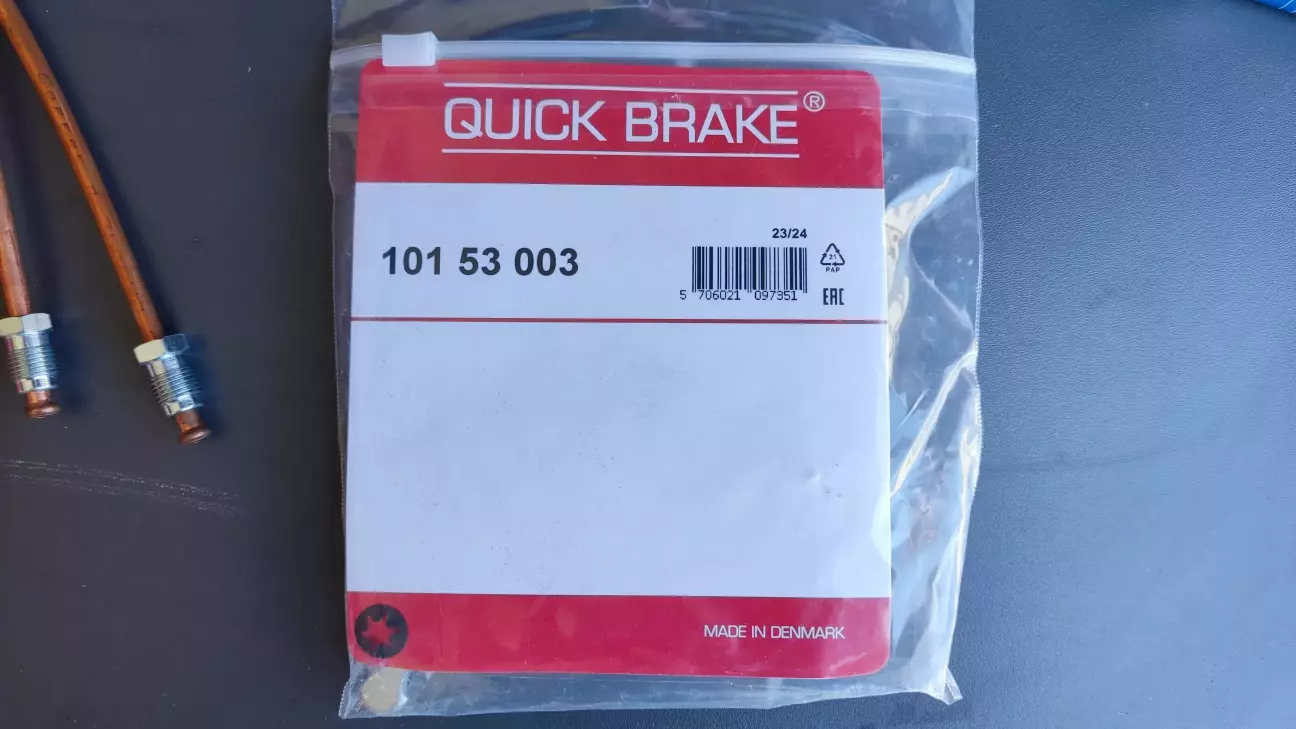 QUICK BRAKE®
23/24
101 53 003
21
PAP
5 706021 097351
EAC
MADE IN DENMARK